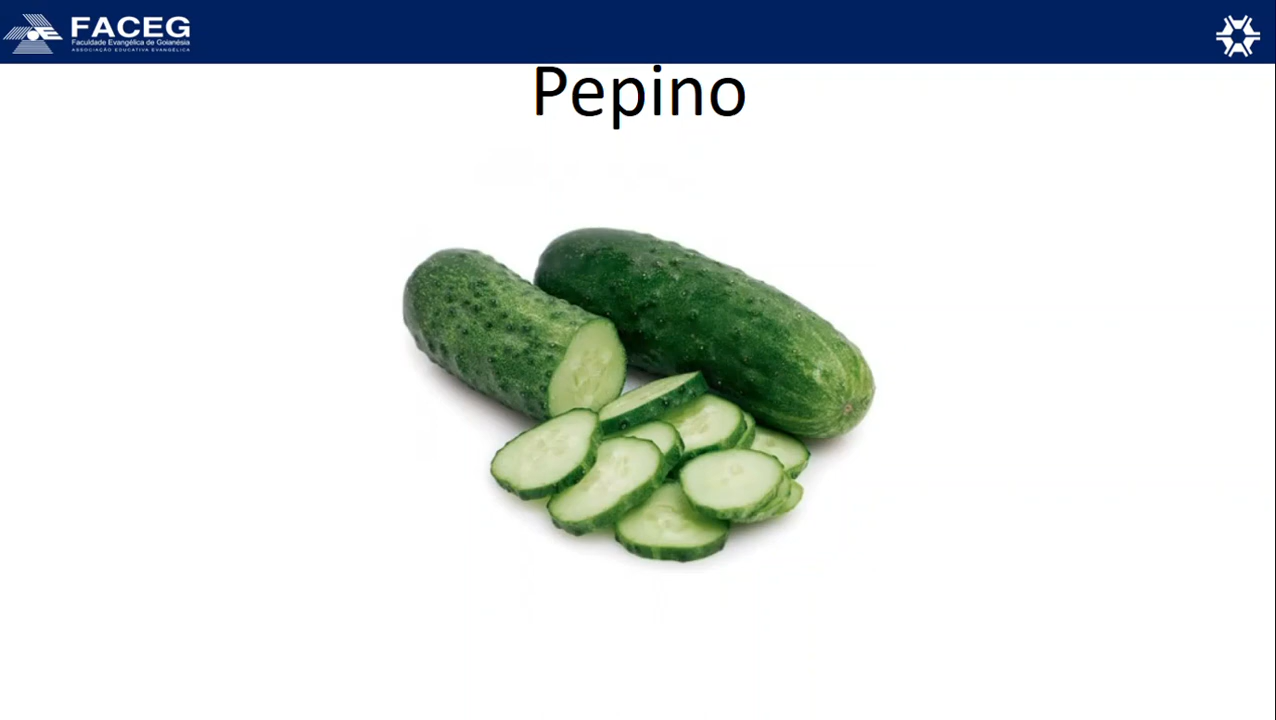 FACEG
Faculdade Evangélica de Goianésia
ASSOCIAÇÃO EDUCATIVA EVANGÉLICA
Pepino